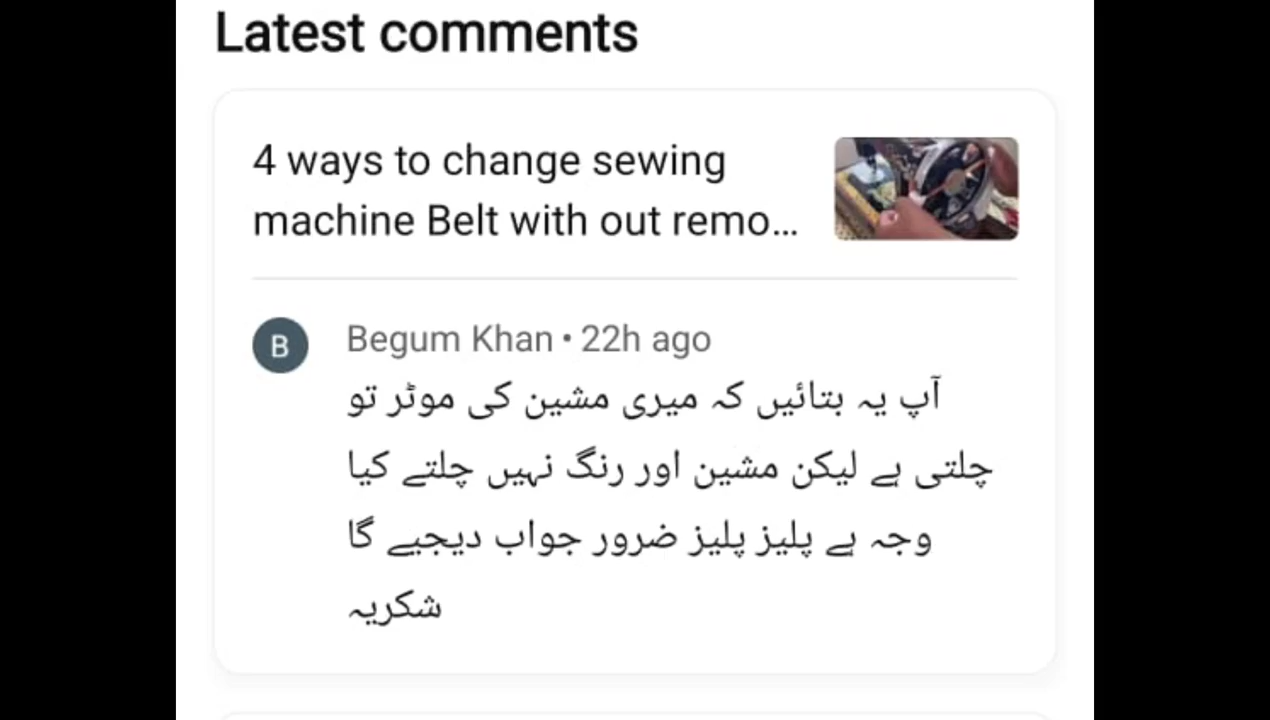 Latest comments
4 ways to change sewing
machine Belt with out remo...
B
Begum Khan • 22h ago
آپ یہ بتائیں کہ میری مشین کی موٹر تو
چلتی ہے لیکن مشین اور رنگ نہیں چلتے کیا
وجہ ہے پلیز پلیز ضرور جواب دیجیے گا
شکریہ